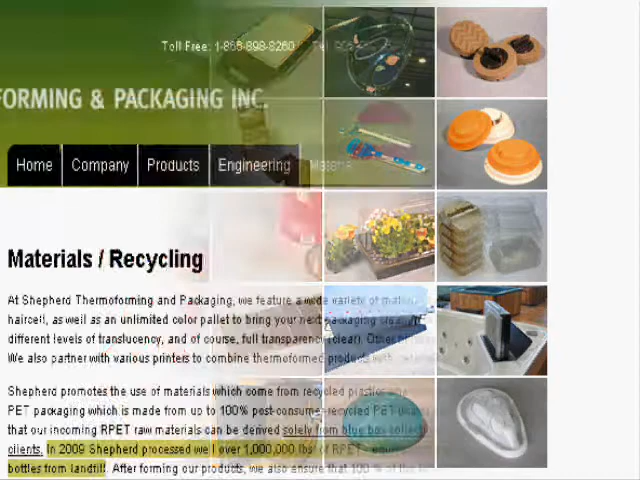 Toll Free: 1-866-898-8260
FORMING & PACKAGING INC.
Home Company Products Engineering
Materials / Recycling
At Shepherd Thermoforming and Packaging, we feature a wide variety of
haircell, as well as an unlimited color pallet to bring your next packaging
different levels of translucency, and of course, full transparency (clear).
We also partner with various printers to combine thermoformed products
Shepherd promotes the use of materials which come from recycled plastics
PET packaging which is made from up to 100% post-consumer recycled PET
that our incoming RPET raw materials can be derived solely from blue box
clients. In 2009 Shepherd processed well over 1,000,000 lbs of RPET
bottles from landfill. After forming our products, we also ensure that 100 % of the